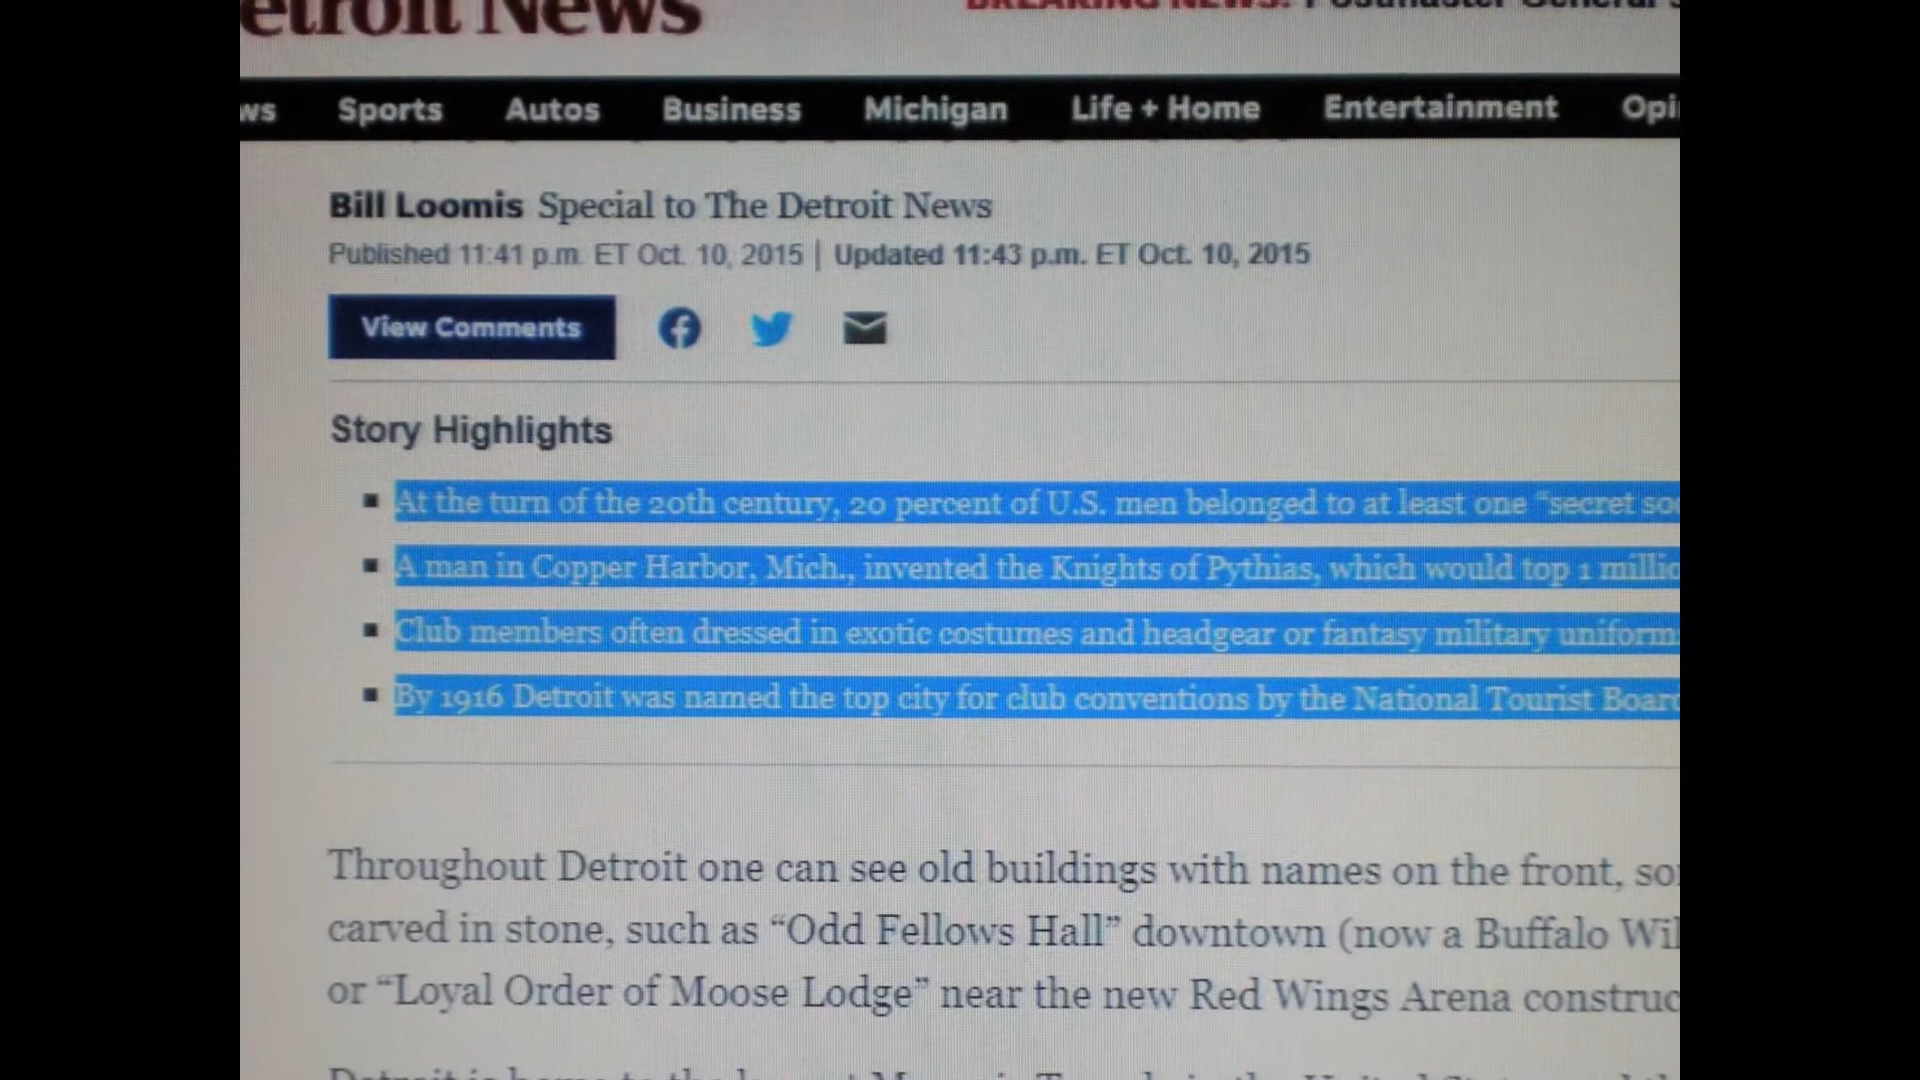 etroit News
BREAKING NEWS: Postmaster General
ws Sports Autos Business Michigan Life + Home Entertainment Opi
Bill Loomis Special to The Detroit News
Published 11:41 p.m. ET Oct. 10, 2015 | Updated 11:43 p.m. ET Oct. 10, 2015
View Comments
Story Highlights
At the turn of the 20th century, 20 percent of U.S. men belonged to at least one “secret so
A man in Copper Harbor, Mich., invented the Knights of Pythias, which would top 1 millio
Club members often dressed in exotic costumes and headgear or fantasy military uniform
By 1916 Detroit was named the top city for club conventions by the National Tourist Board
Throughout Detroit one can see old buildings with names on the front, so
carved in stone, such as “Odd Fellows Hall” downtown (now a Buffalo Wil
or “Loyal Order of Moose Lodge” near the new Red Wings Arena construc